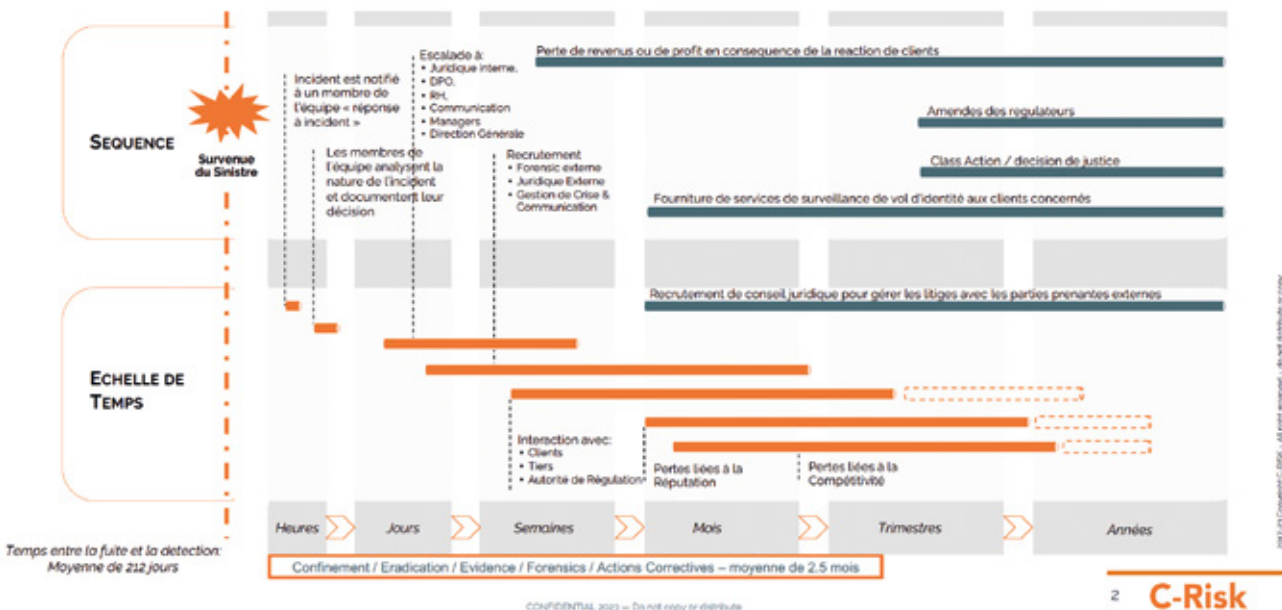 Perte de revenus ou de profit en consequence de la reaction de clients
Escalade à:
• Juridique interne,
• DPO,
• RH,
• Communication
• Managers
• Direction Générale
Incident est notifié
à un membre de
l'équipe « réponse
à incident »
Amendes des regulateurs
SEQUENCE
Survenue
du Sinistre
Les membres de
l'équipe analysent la
nature de l'incident
et documentent leur
décision
Recrutement
• Forensic externe
• Juridique Externe
• Gestion de Crise &
Communication
Class Action / decision de justice
Fourniture de services de surveillance de vol d'identité aux clients concernés
Recrutement de conseil juridique pour gérer les litiges avec les parties prenantes externes
ECHELLE DE
TEMPS
Interaction avec:
• Clients
• Tiers
• Autorité de Régulation
Pertes liées à la
Réputation
Pertes liées à la
Compétitivité
Heures
Jours
Semaines
Mois
Trimestres
Années
Temps entre la fuite et la detection:
Moyenne de 212 jours
Confinement / Eradication / Evidence / Forensics / Actions Correctives – moyenne de 2.5 mois
CONFIDENTIAL 2023 — Do not copy or distribute
2
C-Risk